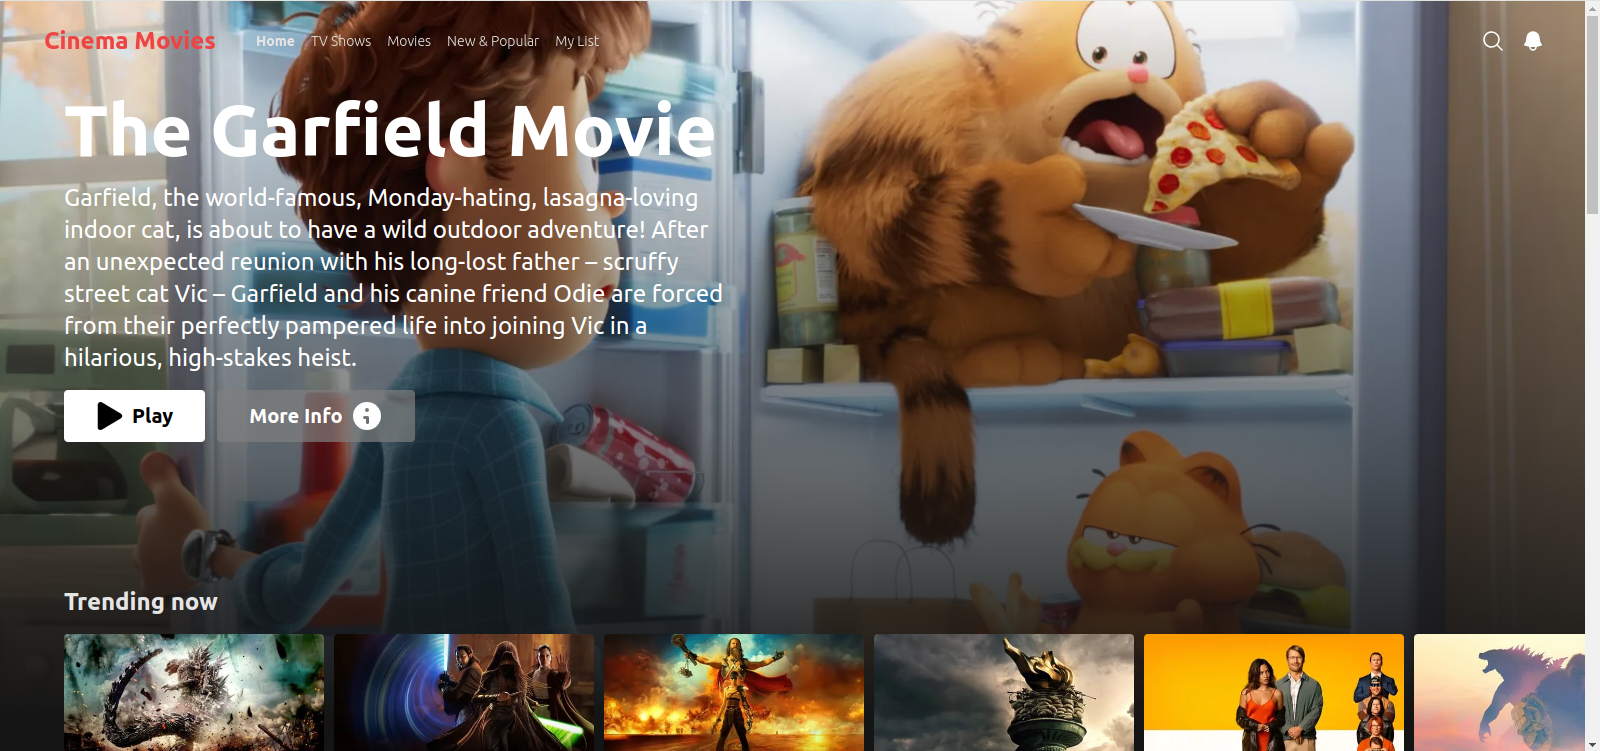 Cinema Movies
Home TV Shows Movies New & Popular My List
The Garfield Movie
Garfield, the world-famous, Monday-hating, lasagna-loving
indoor cat, is about to have a wild outdoor adventure! After
an unexpected reunion with his long-lost father – scruffy
street cat Vic – Garfield and his canine friend Odie are forced
from their perfectly pampered life into joining Vic in a
hilarious, high-stakes heist.
Play
More Info
Trending now